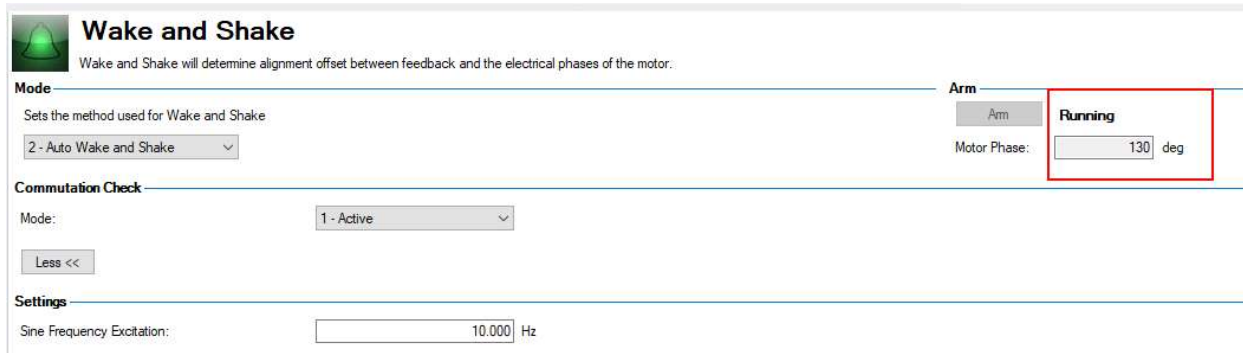 Wake and Shake
Wake and Shake will determine alignment offset between feedback and the electrical phases of the motor.
Mode
Arm
Sets the method used for Wake and Shake
Arm Running
2 - Auto Wake and Shake
Motor Phase: 130 deg
Commutation Check
Mode: 1 - Active
Less <<
Settings
Sine Frequency Excitation: 10.000 Hz